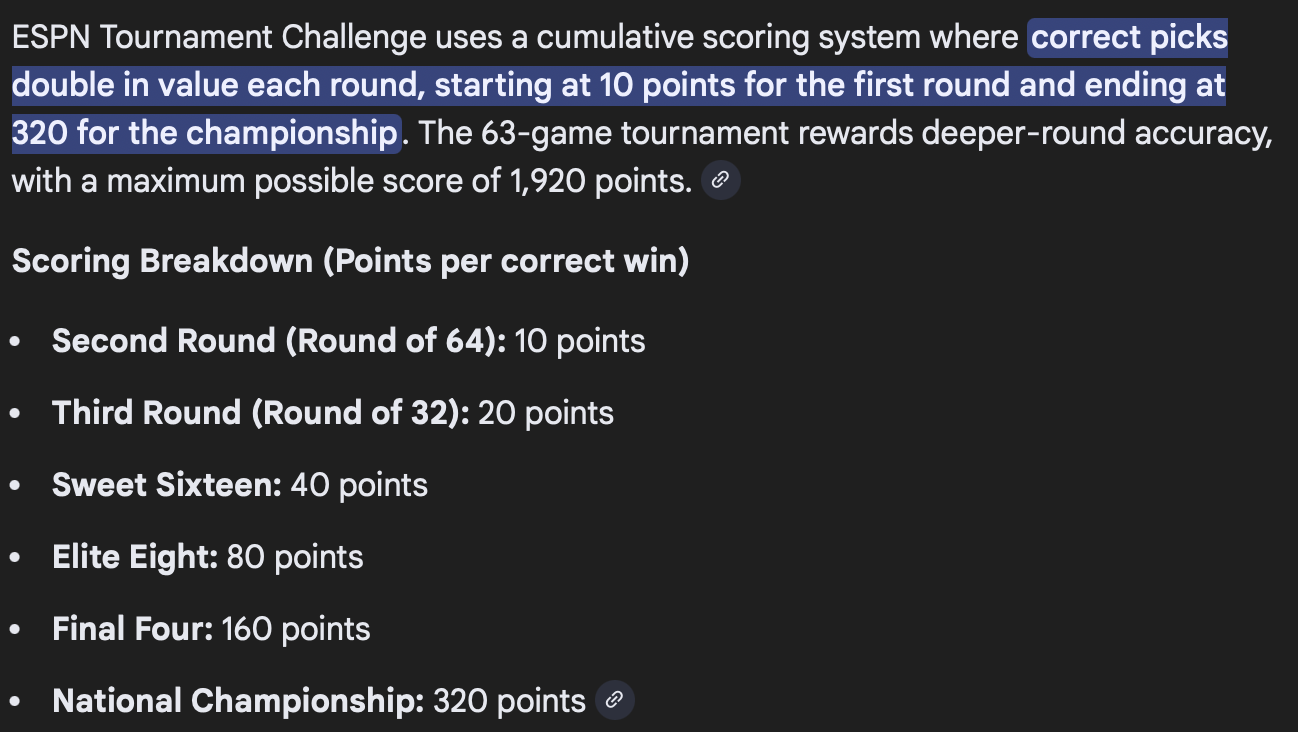 ESPN Tournament Challenge uses a cumulative scoring system where correct picks
double in value each round, starting at 10 points for the first round and ending at
320 for the championship. The 63-game tournament rewards deeper-round accuracy,
with a maximum possible score of 1,920 points.
Scoring Breakdown (Points per correct win)
• Second Round (Round of 64): 10 points
• Third Round (Round of 32): 20 points
• Sweet Sixteen: 40 points
• Elite Eight: 80 points
• Final Four: 160 points
• National Championship: 320 points